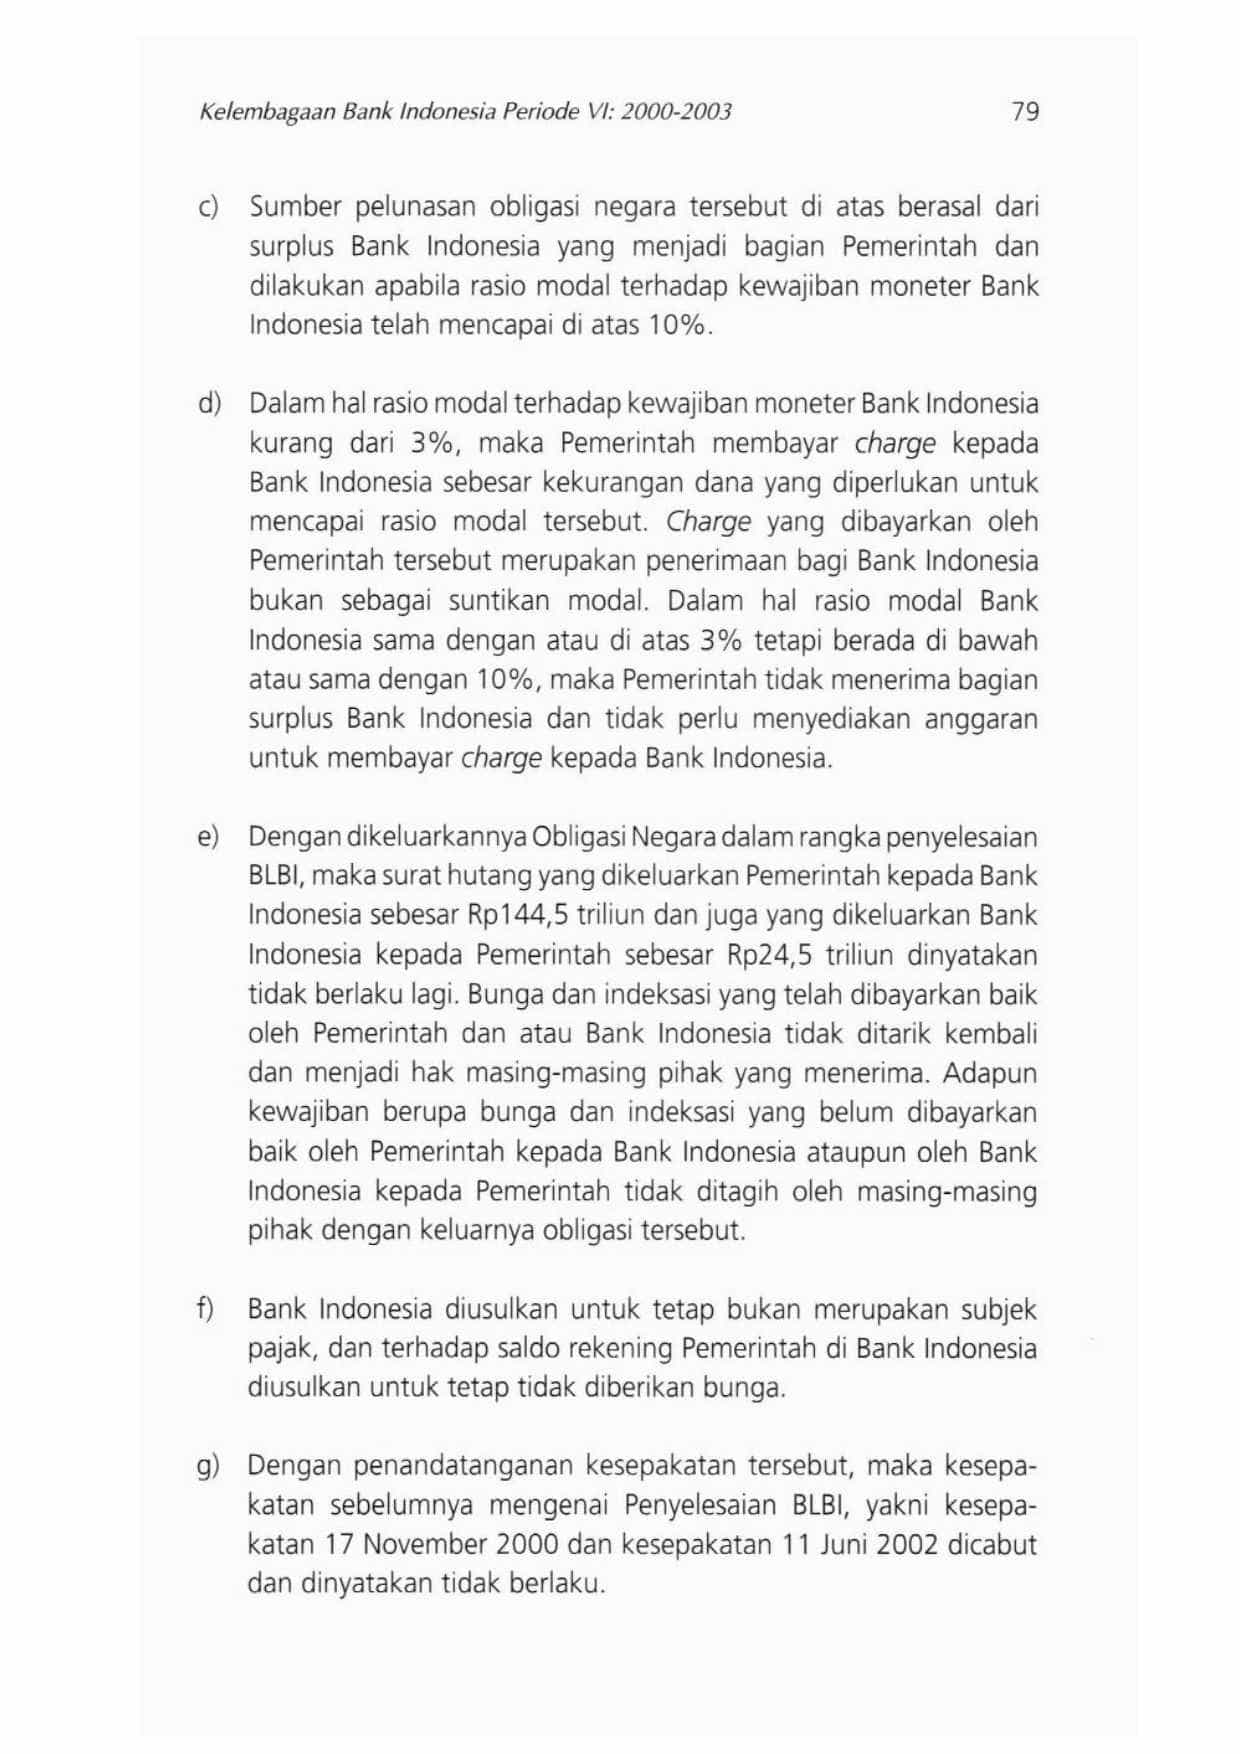 Kelembagaan Bank Indonesia Periode VI: 2000-2003 79
c) Sumber pelunasan obligasi negara tersebut di atas berasal dari
surplus Bank Indonesia yang menjadi bagian Pemerintah dan
dilakukan apabila rasio modal terhadap kewajiban moneter Bank
Indonesia telah mencapai di atas 10%.
d) Dalam hal rasio modal terhadap kewajiban moneter Bank Indonesia
kurang dari 3%, maka Pemerintah membayar charge kepada
Bank Indonesia sebesar kekurangan dana yang diperlukan untuk
mencapai rasio modal tersebut. Charge yang dibayarkan oleh
Pemerintah tersebut merupakan penerimaan bagi Bank Indonesia
bukan sebagai suntikan modal. Dalam hal rasio modal Bank
Indonesia sama dengan atau di atas 3% tetapi berada di bawah
atau sama dengan 10%, maka Pemerintah tidak menerima bagian
surplus Bank Indonesia dan tidak perlu menyediakan anggaran
untuk membayar charge kepada Bank Indonesia.
e) Dengan dikeluarkannya Obligasi Negara dalam rangka penyelesaian
BLBI, maka surat hutang yang dikeluarkan Pemerintah kepada Bank
Indonesia sebesar Rp144,5 triliun dan juga yang dikeluarkan Bank
Indonesia kepada Pemerintah sebesar Rp24,5 triliun dinyatakan
tidak berlaku lagi. Bunga dan indeksasi yang telah dibayarkan baik
oleh Pemerintah dan atau Bank Indonesia tidak ditarik kembali
dan menjadi hak masing-masing pihak yang menerima. Adapun
kewajiban berupa bunga dan indeksasi yang belum dibayarkan
baik oleh Pemerintah kepada Bank Indonesia ataupun oleh Bank
Indonesia kepada Pemerintah tidak ditagih oleh masing-masing
pihak dengan keluarnya obligasi tersebut.
f) Bank Indonesia diusulkan untuk tetap bukan merupakan subjek
pajak, dan terhadap saldo rekening Pemerintah di Bank Indonesia
diusulkan untuk tetap tidak diberikan bunga.
g) Dengan penandatanganan kesepakatan tersebut, maka kesepa-
katan sebelumnya mengenai Penyelesaian BLBI, yakni kesepa-
katan 17 November 2000 dan kesepakatan 11 Juni 2002 dicabut
dan dinyatakan tidak berlaku.